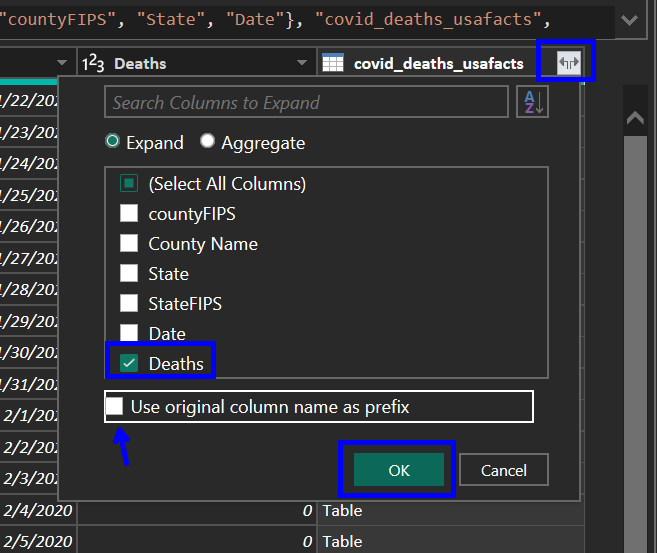 "countyFIPS", "State", "Date"}, "covid_deaths_usafacts",
1²3 Deaths covid_deaths_usafacts
1/22/202
1/23/202
1/24/202
1/25/202
1/26/202
1/27/202
1/28/202
1/29/202
1/30/202
1/31/202
2/1/202
2/2/202
2/3/202
Search Columns to Expand
A Z
Expand Aggregate
(Select All Columns)
countyFIPS
County Name
State
StateFIPS
Date
Deaths
Use original column name as prefix
OK Cancel
2/4/2020 0 Table
2/5/2020 0 Table